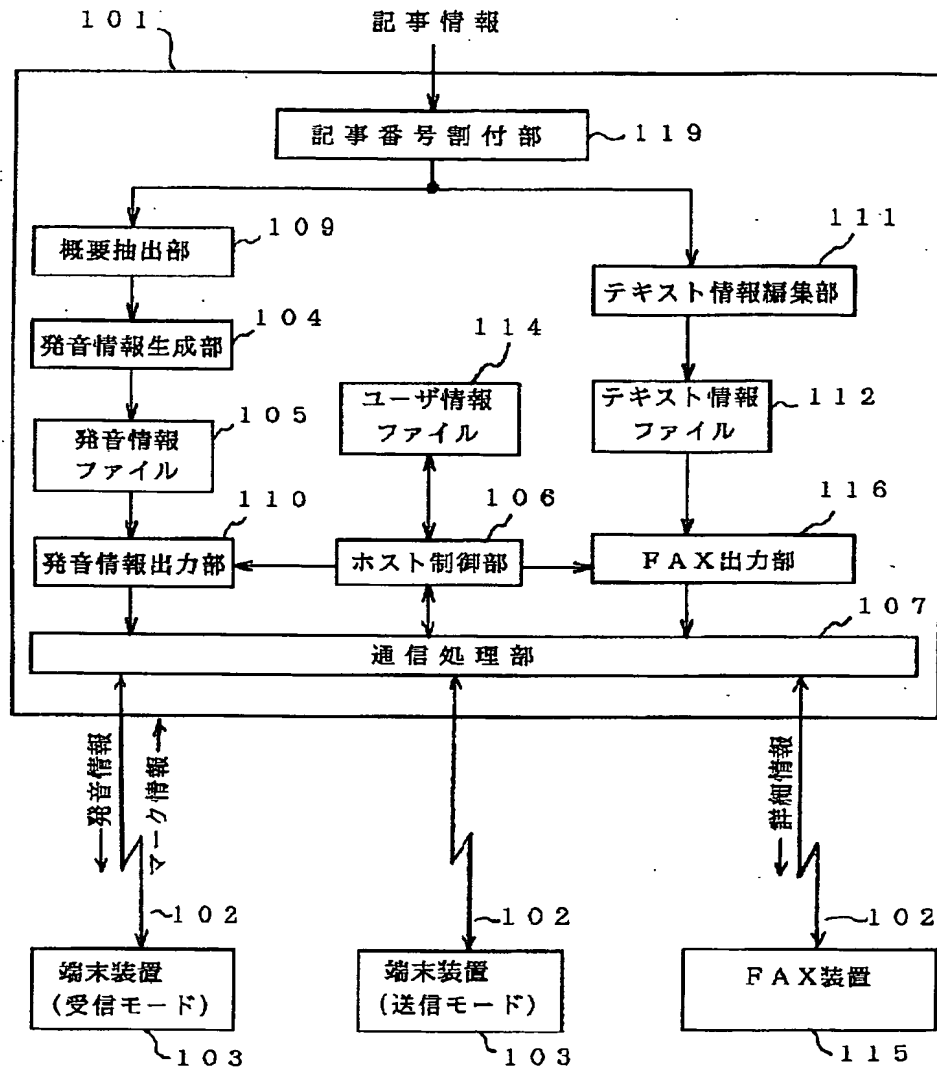 101
記事情報
記事番号割付部
119
概要抽出部
109
テキスト情報編集部
111
発音情報生成部
104
ユーザ情報
ファイル
114
テキスト情報
ファイル
112
発音情報
ファイル
105
発音情報出力部
110
ホスト制御部
106
FAX出力部
116
通信処理部
107
発音情報
マーク情報
詳細情報
102
102
102
端末装置
(受信モード)
103
端末装置
(送信モード)
103
FAX装置
115